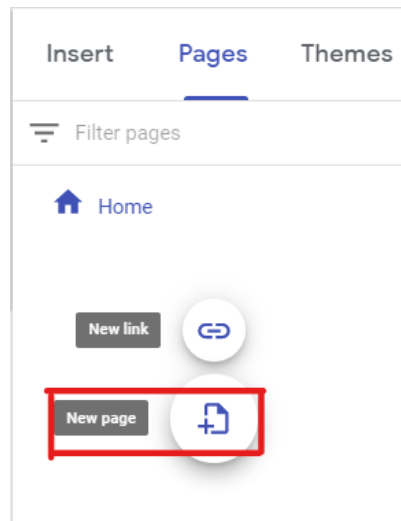 Insert Pages Themes
Filter pages
Home
New link
New page